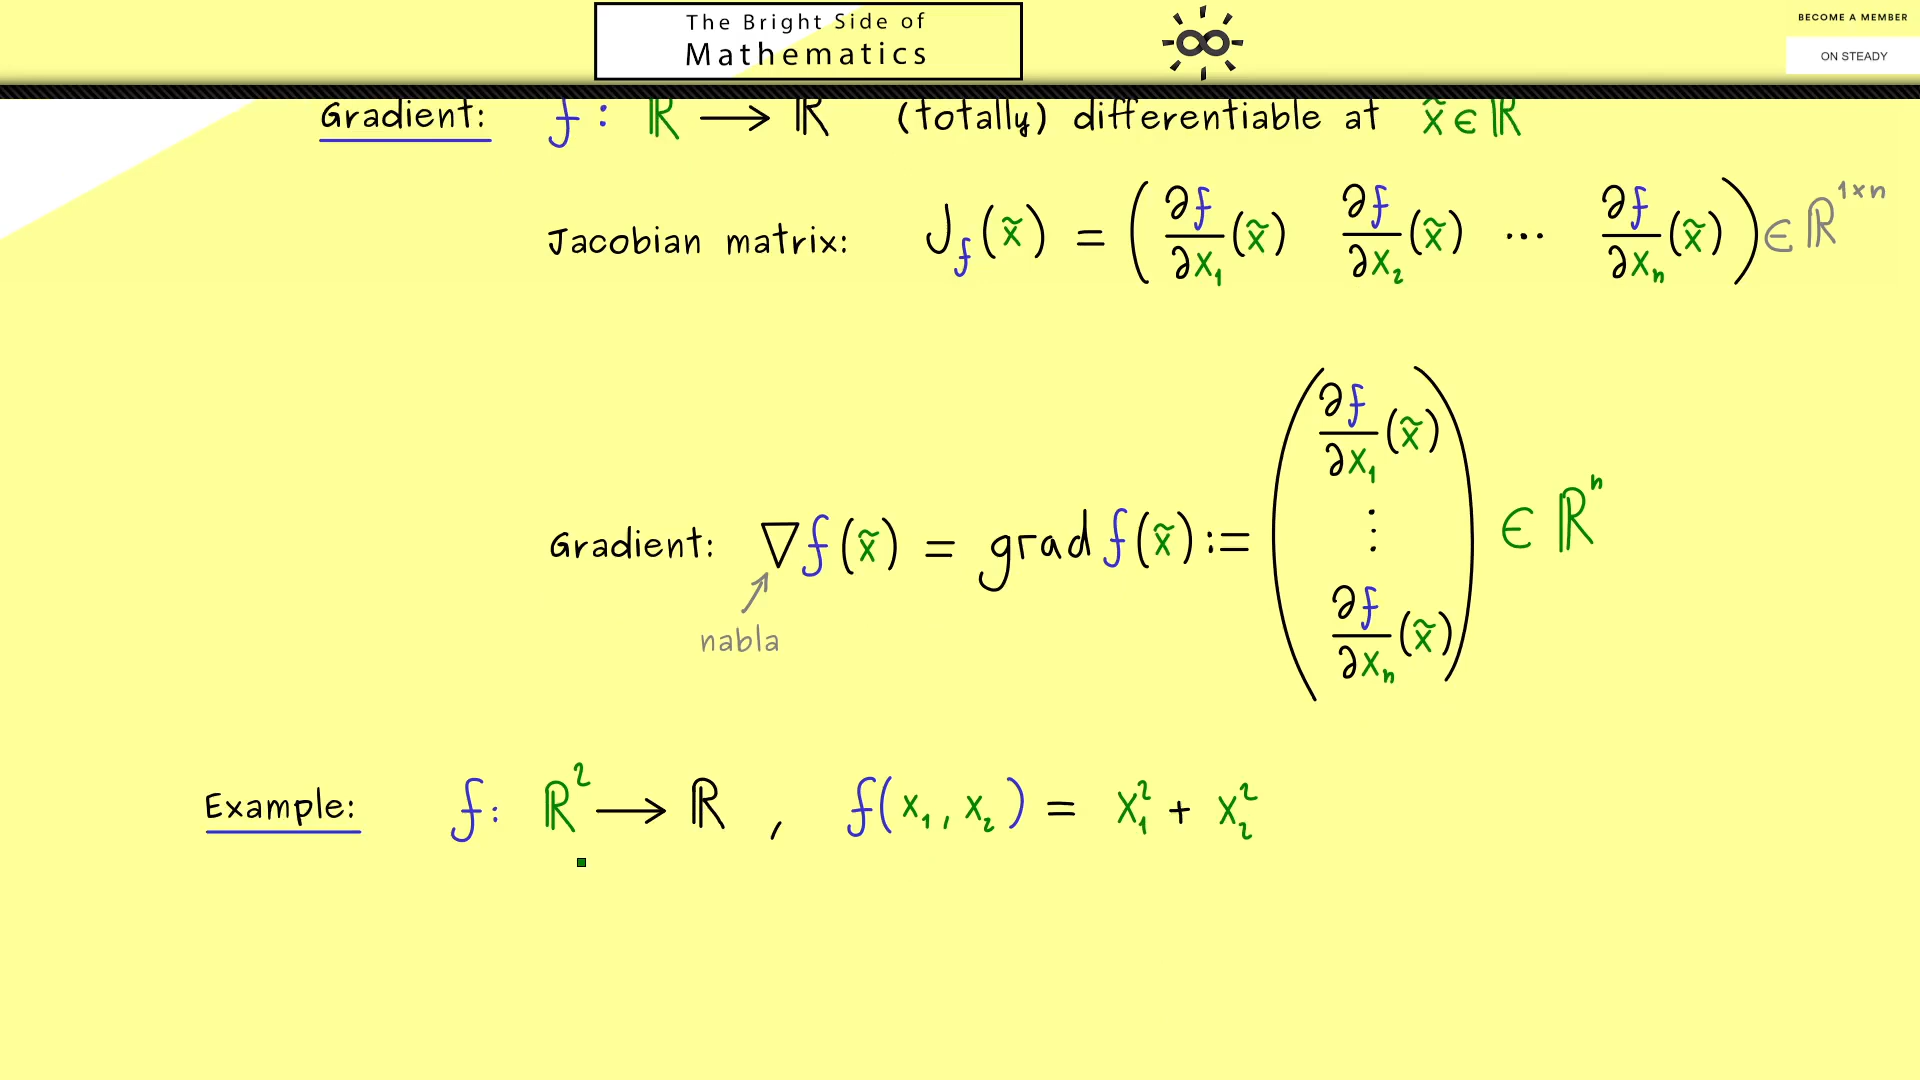 The Bright Side of
Mathematics
BECOME A MEMBER
ON STEADY
Gradient: f: ℝ → ℝ (totally) differentiable at x̃ ∈ ℝ
Jacobian matrix: J_f(x̃) = (∂f/∂x₁(x̃) ∂f/∂x₂(x̃) ⋯ ∂f/∂xₙ(x̃)) ∈ ℝ^{1×n}
Gradient: ∇f(x̃) = grad f(x̃) := (∂f/∂x₁(x̃) ⋮ ∂f/∂xₙ(x̃)) ∈ ℝⁿ
nabla
Example: f: ℝ² → ℝ , f(x₁, x₂) = x₁² + x₂²